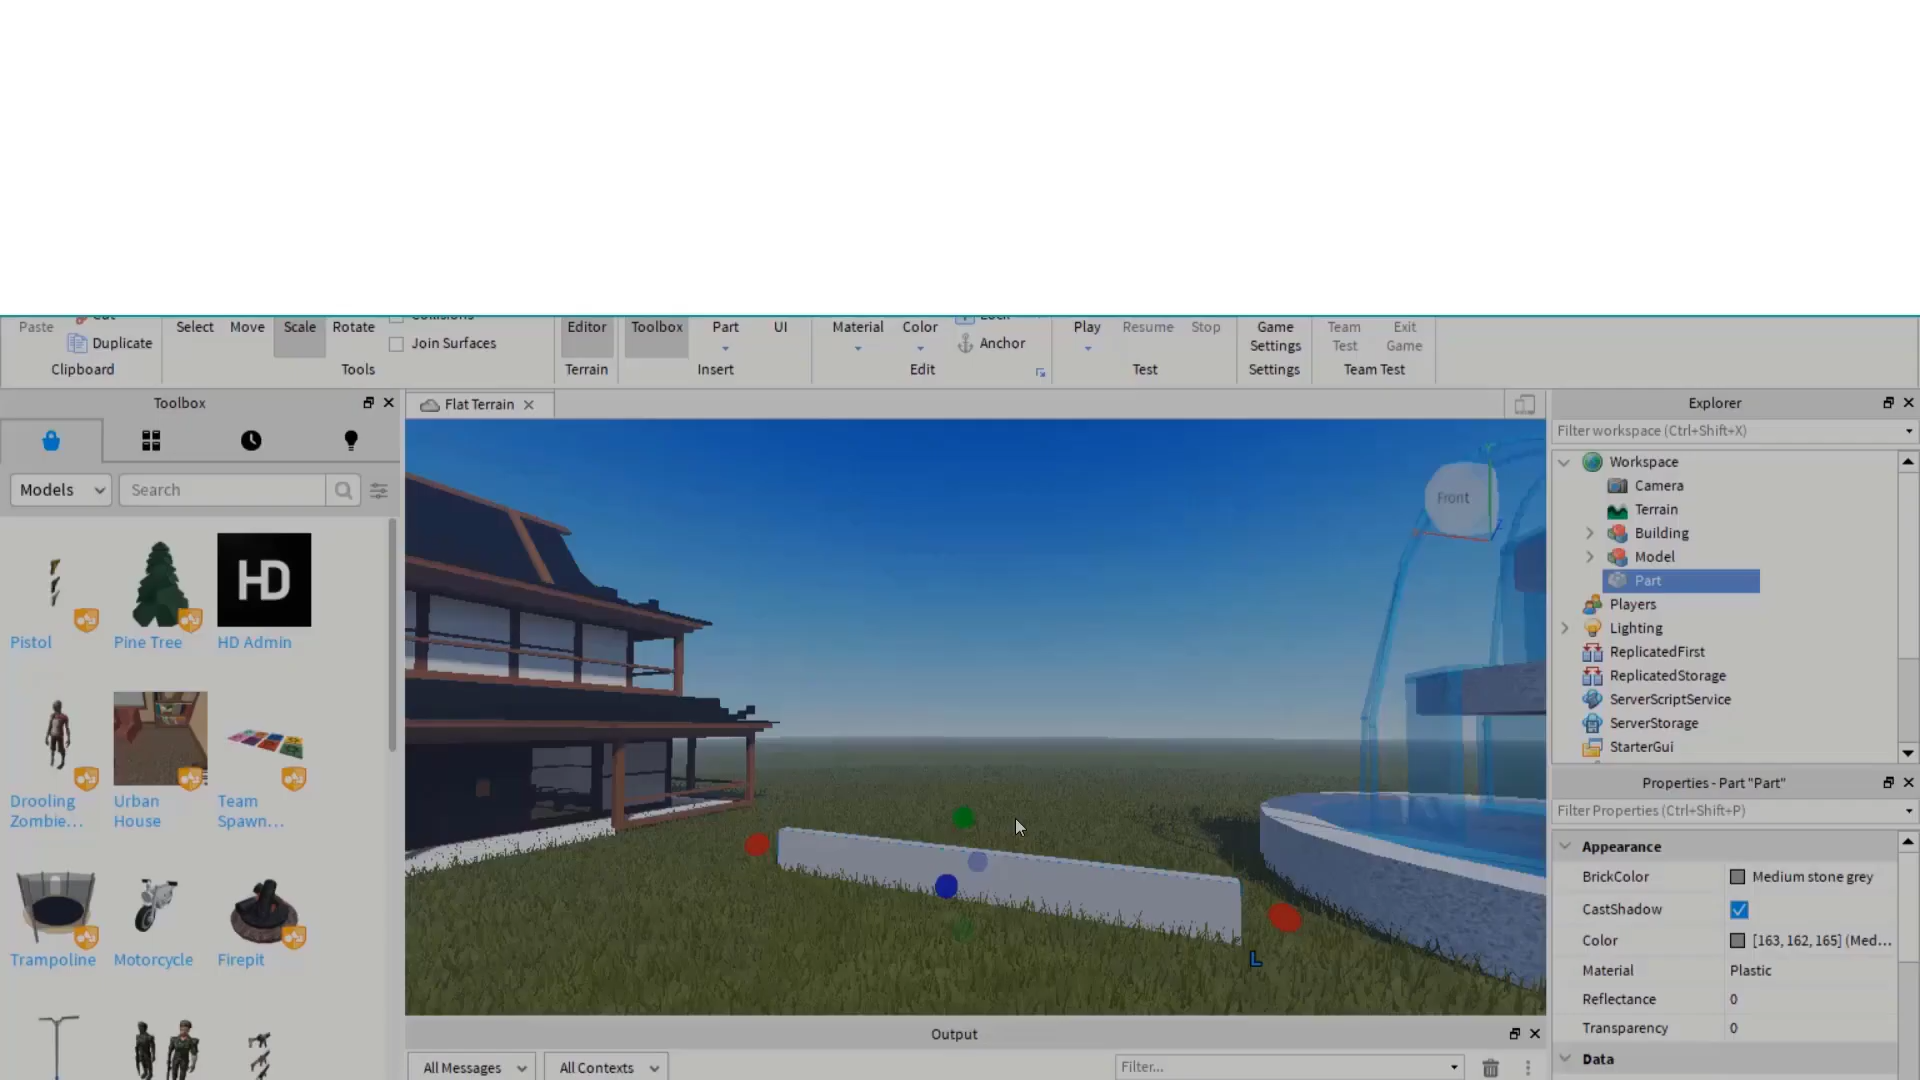 Cut Collisions Lock
Paste Select Move Scale Rotate Editor Toolbox Part UI Material Color Play Resume Stop Game Team Exit
Duplicate Join Surfaces Anchor Settings Test Game
Clipboard Tools Terrain Insert Edit Test Settings Team Test
Toolbox
Models Search
Pistol Pine Tree HD Admin
HD
Drooling Urban Team
Zombie... House Spawn...
Trampoline Motorcycle Firepit
Flat Terrain
Front
L
Output
All Messages All Contexts Filter...
Explorer
Filter workspace (Ctrl+Shift+X)
Workspace
Camera
Terrain
Building
Model
Part
Players
Lighting
ReplicatedFirst
ReplicatedStorage
ServerScriptService
ServerStorage
StarterGui
Properties - Part "Part"
Filter Properties (Ctrl+Shift+P)
Appearance
BrickColor Medium stone grey
CastShadow
Color [163, 162, 165] (Med...
Material Plastic
Reflectance 0
Transparency 0
Data